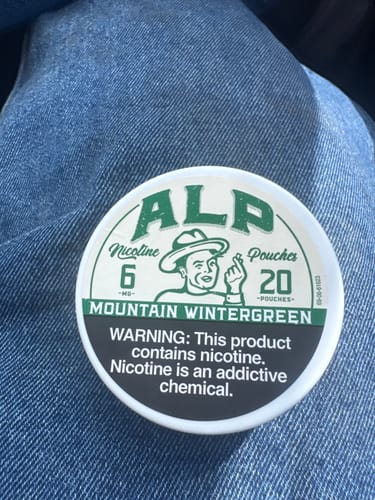 ALP
Nicotine Pouches
6 20
-MG- -POUCHES-
MOUNTAIN WINTERGREEN
WARNING: This product
contains nicotine.
Nicotine is an addictive
chemical.